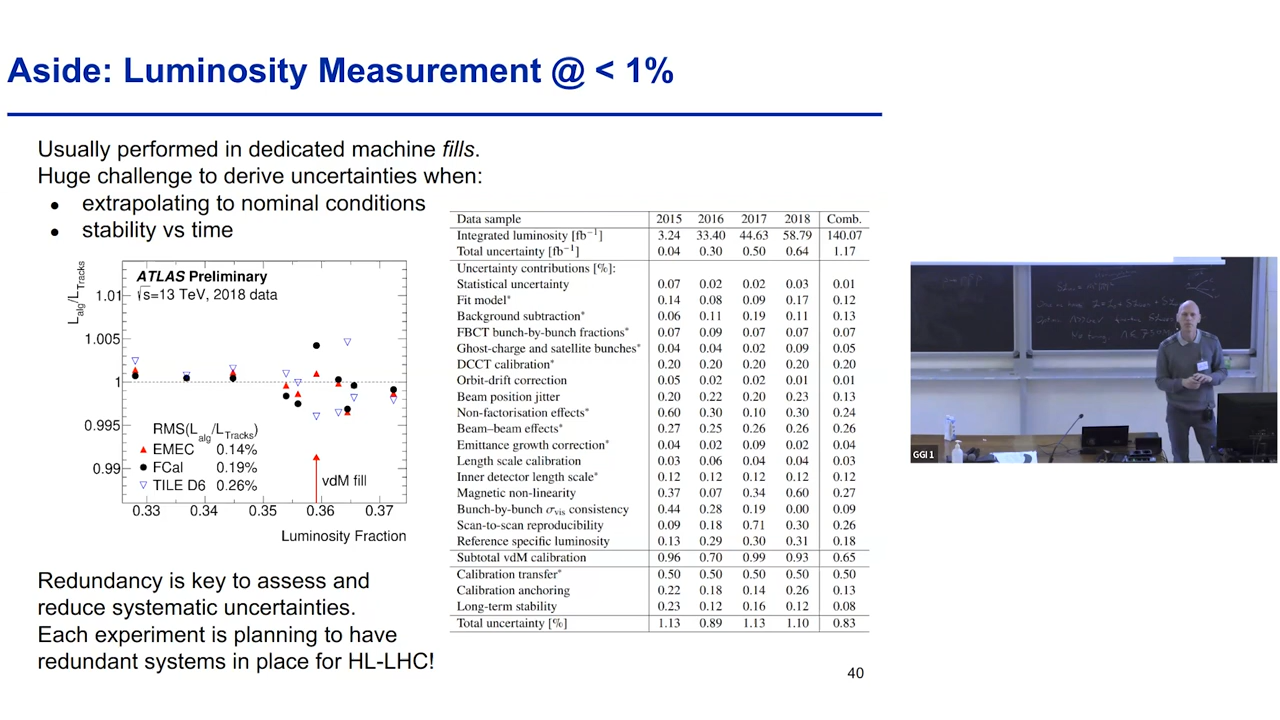 Aside: Luminosity Measurement @ < 1%
Usually performed in dedicated machine fills.
Huge challenge to derive uncertainties when:
● extrapolating to nominal conditions
● stability vs time
L_alg/L_Tracks
ATLAS Preliminary
√s=13 TeV, 2018 data
1.01
1.005
1
0.995
0.99
RMS(L_alg/L_Tracks)
EMEC 0.14%
FCal 0.19%
TILE D6 0.26%
vdM fill
0.33 0.34 0.35 0.36 0.37
Luminosity Fraction
Redundancy is key to assess and
reduce systematic uncertainties.
Each experiment is planning to have
redundant systems in place for HL-LHC!
Data sample 2015 2016 2017 2018 Comb.
Integrated luminosity [fb⁻¹] 3.24 33.40 44.63 58.79 140.07
Total uncertainty [fb⁻¹] 0.04 0.30 0.50 0.64 1.17
Uncertainty contributions [%]:
Statistical uncertainty 0.07 0.02 0.02 0.03 0.01
Fit model* 0.14 0.08 0.09 0.17 0.12
Background subtraction* 0.06 0.11 0.19 0.11 0.13
FBCT bunch-by-bunch fractions* 0.07 0.09 0.07 0.07 0.07
Ghost-charge and satellite bunches* 0.04 0.04 0.02 0.09 0.05
DCCT calibration* 0.20 0.20 0.20 0.20 0.20
Orbit-drift correction 0.05 0.02 0.02 0.01 0.01
Beam position jitter 0.20 0.22 0.20 0.23 0.13
Non-factorisation effects* 0.60 0.30 0.10 0.30 0.24
Beam–beam effects* 0.27 0.25 0.26 0.26 0.26
Emittance growth correction* 0.04 0.02 0.09 0.02 0.04
Length scale calibration 0.03 0.06 0.04 0.04 0.03
Inner detector length scale* 0.12 0.12 0.12 0.12 0.12
Magnetic non-linearity 0.37 0.07 0.34 0.60 0.27
Bunch-by-bunch σ_vis consistency 0.44 0.28 0.19 0.00 0.09
Scan-to-scan reproducibility 0.09 0.18 0.71 0.30 0.26
Reference specific luminosity 0.13 0.29 0.30 0.31 0.18
Subtotal vdM calibration 0.96 0.70 0.99 0.93 0.65
Calibration transfer* 0.50 0.50 0.50 0.50 0.50
Calibration anchoring 0.22 0.18 0.14 0.26 0.13
Long-term stability 0.23 0.12 0.16 0.12 0.08
Total uncertainty [%] 1.13 0.89 1.13 1.10 0.83
40
GGI 1